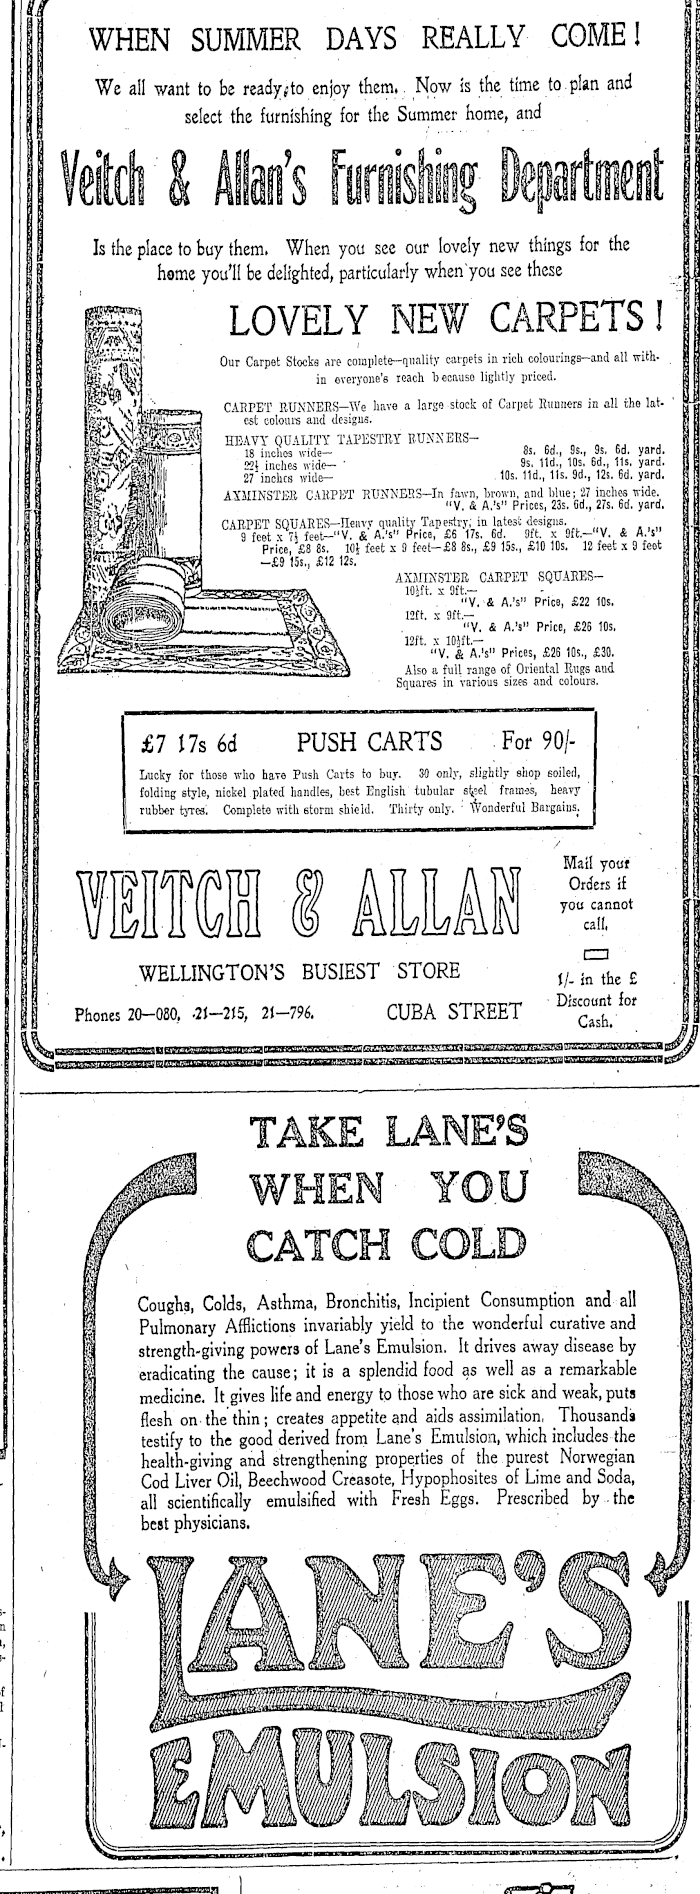 WHEN SUMMER DAYS REALLY COME!
We all want to be ready to enjoy them. Now is the time to plan and
select the furnishing for the Summer home, and
Veitch & Allan's Furnishing Department
Is the place to buy them. When you see our lovely new things for the
home you'll be delighted, particularly when you see these
LOVELY NEW CARPETS!
Our Carpet Stocks are complete—quality carpets in rich colourings—and all with-
in everyone's reach because lightly priced.
CARPET RUNNERS—We have a large stock of Carpet Runners in all the lat-
est colours and designs.
HEAVY QUALITY TAPESTRY RUNNERS—
18 inches wide— 8s. 6d., 9s., 9s. 6d. yard.
22½ inches wide— 9s. 11d., 10s. 6d., 11s. yard.
27 inches wide— 10s. 11d., 11s. 9d., 12s. 6d. yard.
AXMINSTER CARPET RUNNERS—In fawn, brown, and blue; 27 inches wide.
"V. & A.'s" Prices, 23s. 6d., 27s. 6d. yard.
CARPET SQUARES—Heavy quality Tapestry, in latest designs.
9 feet x 7½ feet—"V. & A.'s" Price, £6 17s. 6d. 9ft. x 9ft.—"V. & A.'s"
Price, £8 8s. 10½ feet x 9 feet—£8 8s., £9 15s., £10 10s. 12 feet x 9 feet
—£9 15s., £12 12s.
AXMINSTER CARPET SQUARES—
10½ft. x 9ft.—
"V. & A.'s" Price, £22 10s.
12ft. x 9ft.—
"V. & A.'s" Price, £26 10s.
12ft. x 10½ft.—
"V. & A.'s" Prices, £26 10s., £30.
Also a full range of Oriental Rugs and
Squares in various sizes and colours.
£7 17s 6d PUSH CARTS For 90/-
Lucky for those who have Push Carts to buy. 30 only, slightly shop soiled,
folding style, nickel plated handles, best English tubular steel frames, heavy
rubber tyres. Complete with storm shield. Thirty only. Wonderful Bargains.
VEITCH & ALLAN
WELLINGTON'S BUSIEST STORE
Phones 20—080, 21—215, 21—796. CUBA STREET
Mail your
Orders if
you cannot
call.
1/- in the £
Discount for
Cash.
TAKE LANE'S
WHEN YOU
CATCH COLD
Coughs, Colds, Asthma, Bronchitis, Incipient Consumption and all
Pulmonary Afflictions invariably yield to the wonderful curative and
strength-giving powers of Lane's Emulsion. It drives away disease by
eradicating the cause; it is a splendid food as well as a remarkable
medicine. It gives life and energy to those who are sick and weak, puts
flesh on the thin; creates appetite and aids assimilation. Thousands
testify to the good derived from Lane's Emulsion, which includes the
health-giving and strengthening properties of the purest Norwegian
Cod Liver Oil, Beechwood Creasote, Hypophosites of Lime and Soda,
all scientifically emulsified with Fresh Eggs. Prescribed by the
best physicians.
LANE'S
EMULSION